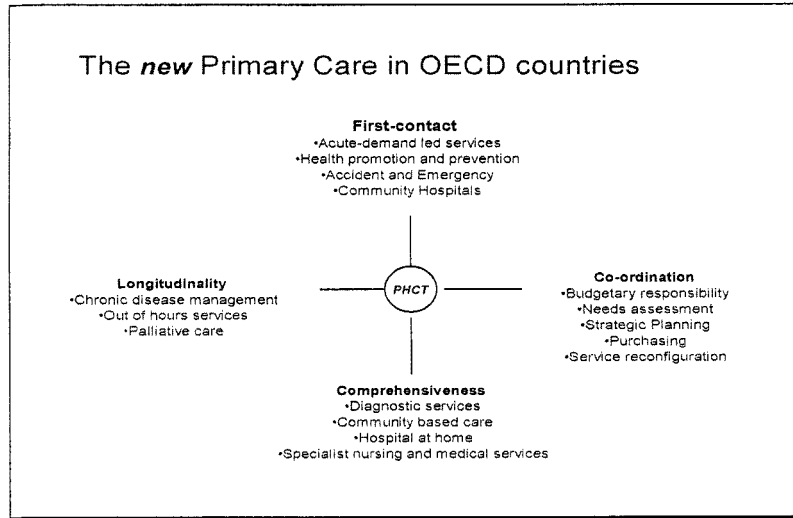 The new Primary Care in OECD countries
First-contact
•Acute-demand led services
•Health promotion and prevention
•Accident and Emergency
•Community Hospitals
Longitudinality
•Chronic disease management
•Out of hours services
•Palliative care
PHCT
Co-ordination
•Budgetary responsibility
•Needs assessment
•Strategic Planning
•Purchasing
•Service reconfiguration
Comprehensiveness
•Diagnostic services
•Community based care
•Hospital at home
•Specialist nursing and medical services